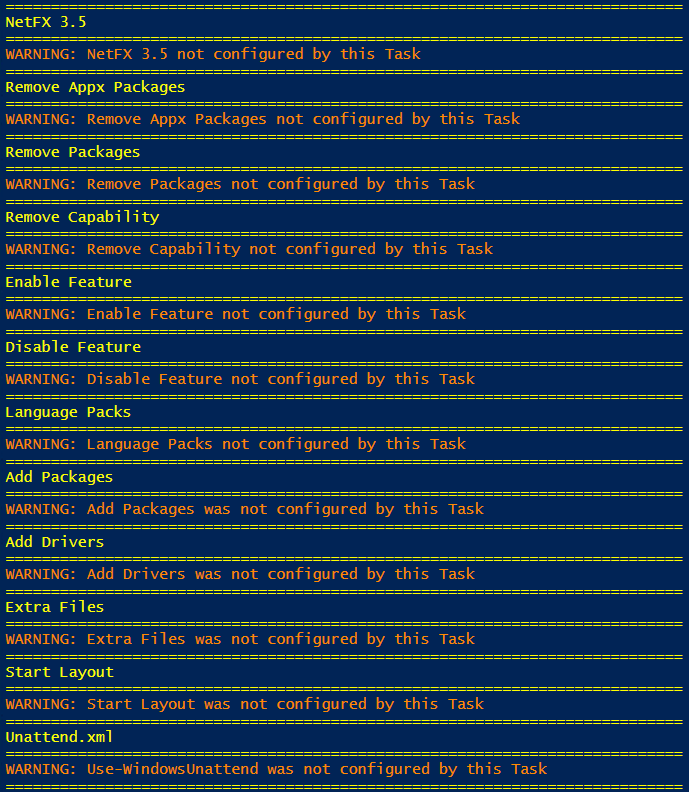 ===========================================================================
NetFX 3.5
===========================================================================
WARNING: NetFX 3.5 not configured by this Task
===========================================================================
Remove Appx Packages
===========================================================================
WARNING: Remove Appx Packages not configured by this Task
===========================================================================
Remove Packages
===========================================================================
WARNING: Remove Packages not configured by this Task
===========================================================================
Remove Capability
===========================================================================
WARNING: Remove Capability not configured by this Task
===========================================================================
Enable Feature
===========================================================================
WARNING: Enable Feature not configured by this Task
===========================================================================
Disable Feature
===========================================================================
WARNING: Disable Feature not configured by this Task
===========================================================================
Language Packs
===========================================================================
WARNING: Language Packs not configured by this Task
===========================================================================
Add Packages
===========================================================================
WARNING: Add Packages was not configured by this Task
===========================================================================
Add Drivers
===========================================================================
WARNING: Add Drivers was not configured by this Task
===========================================================================
Extra Files
===========================================================================
WARNING: Extra Files was not configured by this Task
===========================================================================
Start Layout
===========================================================================
WARNING: Start Layout was not configured by this Task
===========================================================================
Unattend.xml
===========================================================================
WARNING: Use-WindowsUnattend was not configured by this Task
===========================================================================